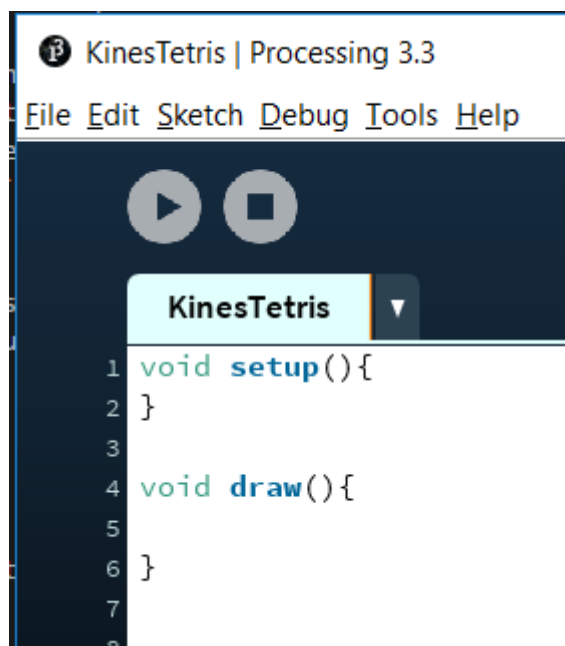 KinesTetris | Processing 3.3
File Edit Sketch Debug Tools Help
KinesTetris ▼
1 void setup(){
2 }
3
4 void draw(){
5
6 }
7